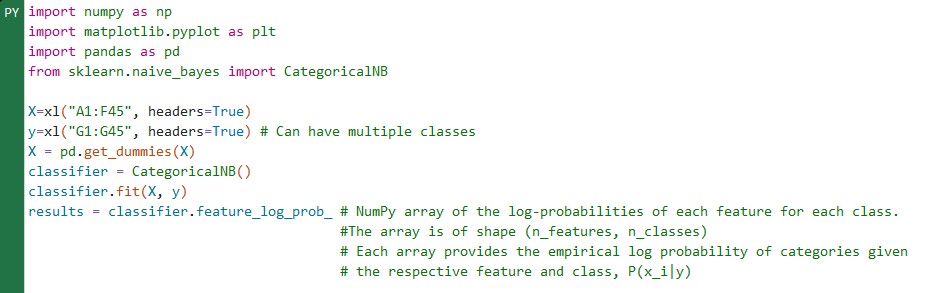 PY
import numpy as np
import matplotlib.pyplot as plt
import pandas as pd
from sklearn.naive_bayes import CategoricalNB
X=xl("A1:F45", headers=True)
y=xl("G1:G45", headers=True) # Can have multiple classes
X = pd.get_dummies(X)
classifier = CategoricalNB()
classifier.fit(X, y)
results = classifier.feature_log_prob_ # NumPy array of the log-probabilities of each feature for each class.
#The array is of shape (n_features, n_classes)
# Each array provides the empirical log probability of categories given
# the respective feature and class, P(x_i|y)